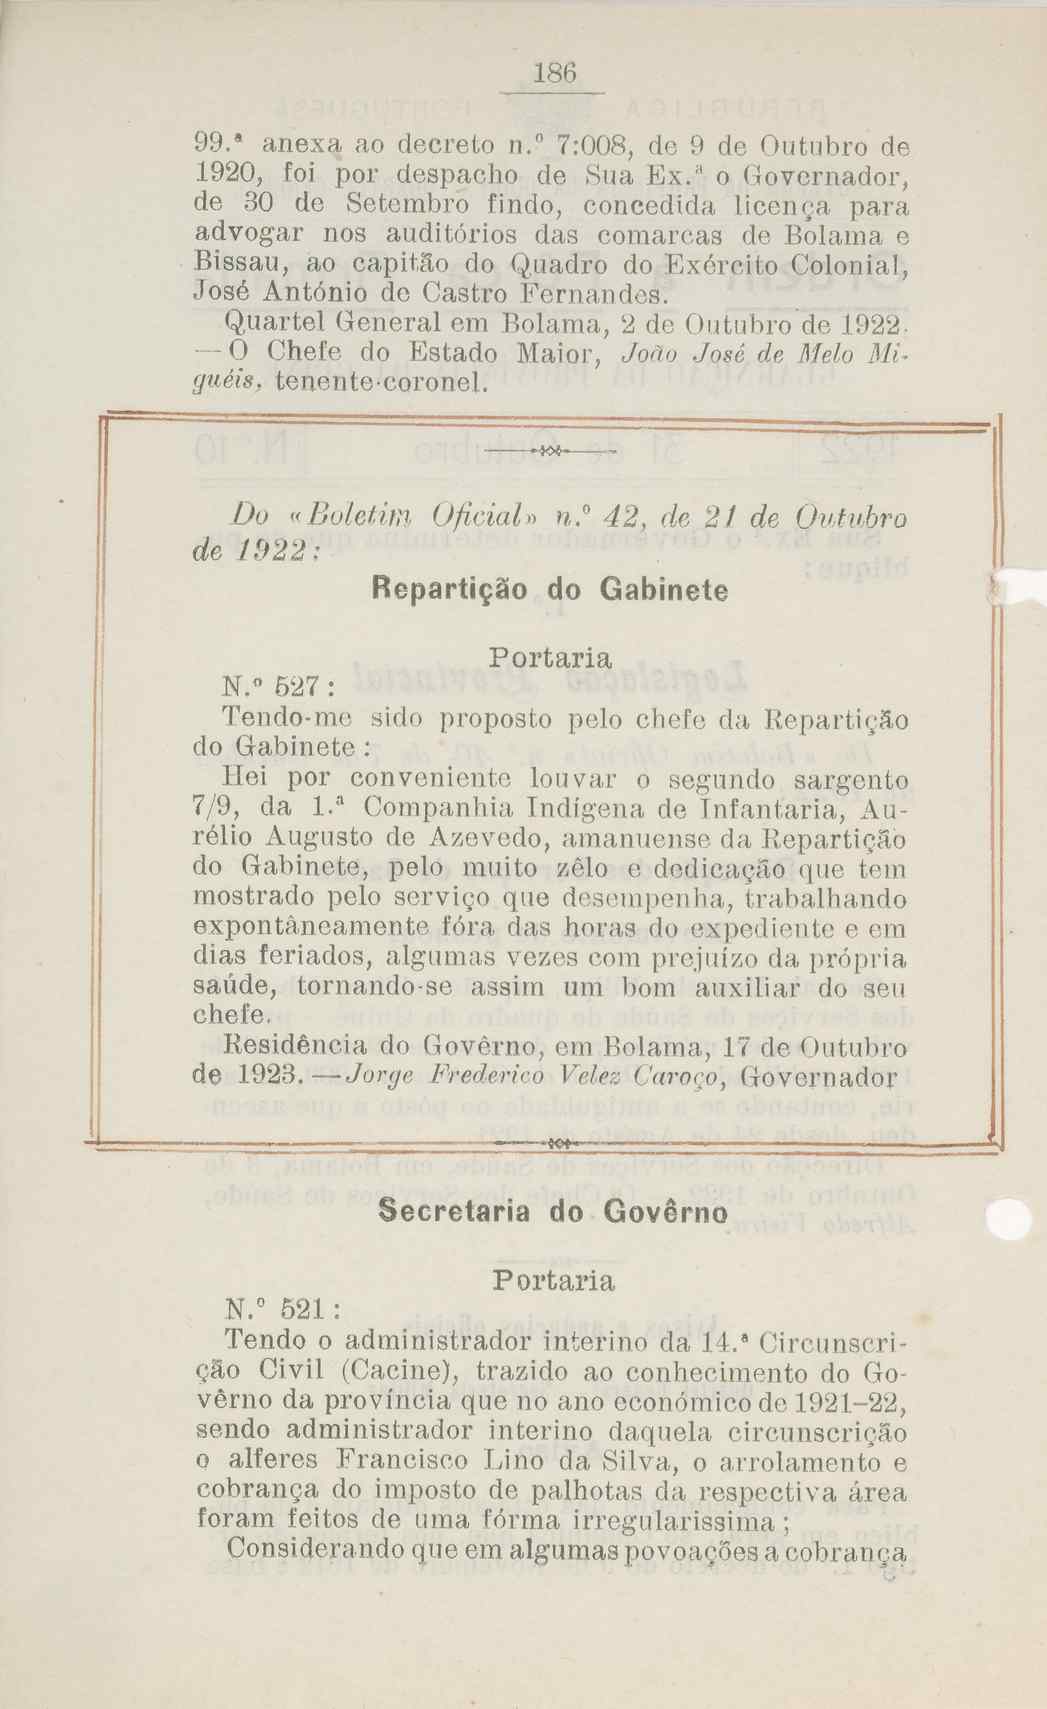 186
99.ª anexa ao decreto n.º 7:008, de 9 de Outubro de
1920, foi por despacho de Sua Ex.ª o Governador,
de 30 de Setembro findo, concedida licença para
advogar nos auditórios das comarcas de Bolama e
Bissau, ao capitão do Quadro do Exército Colonial,
José António de Castro Fernandes.
Quartel General em Bolama, 2 de Outubro de 1922.
— O Chefe do Estado Maior, João José de Melo Mi-
guéis, tenente-coronel.
Do «Boletim Oficial» n.º 42, de 21 de Outubro
de 1922:
Repartição do Gabinete
Portaria
N.º 527:
Tendo-me sido proposto pelo chefe da Repartição
do Gabinete:
Hei por conveniente louvar o segundo sargento
7/9, da 1.ª Companhia Indígena de Infantaria, Au-
rélio Augusto de Azevedo, amanuense da Repartição
do Gabinete, pelo muito zêlo e dedicação que tem
mostrado pelo serviço que desempenha, trabalhando
expontâneamente fóra das horas do expediente e em
dias feriados, algumas vezes com prejuízo da própria
saúde, tornando-se assim um bom auxiliar do seu
chefe.
Residência do Govêrno, em Bolama, 17 de Outubro
de 1923. — Jorge Frederico Velez Caroço, Governador
Secretaria do Govêrno
Portaria
N.º 521:
Tendo o administrador interino da 14.ª Circunscri-
ção Civil (Cacine), trazido ao conhecimento do Go-
vêrno da província que no ano económico de 1921-22,
sendo administrador interino daquela circunscrição
o alferes Francisco Lino da Silva, o arrolamento e
cobrança do imposto de palhotas da respectiva área
foram feitos de uma fórma irregularissima;
Considerando que em algumas povoações a cobrança